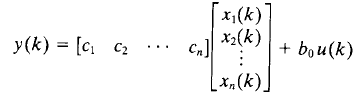 y(k) = [c₁ c₂ ··· cₙ] [x₁(k) x₂(k) ⋮ xₙ(k)] + b₀u(k)